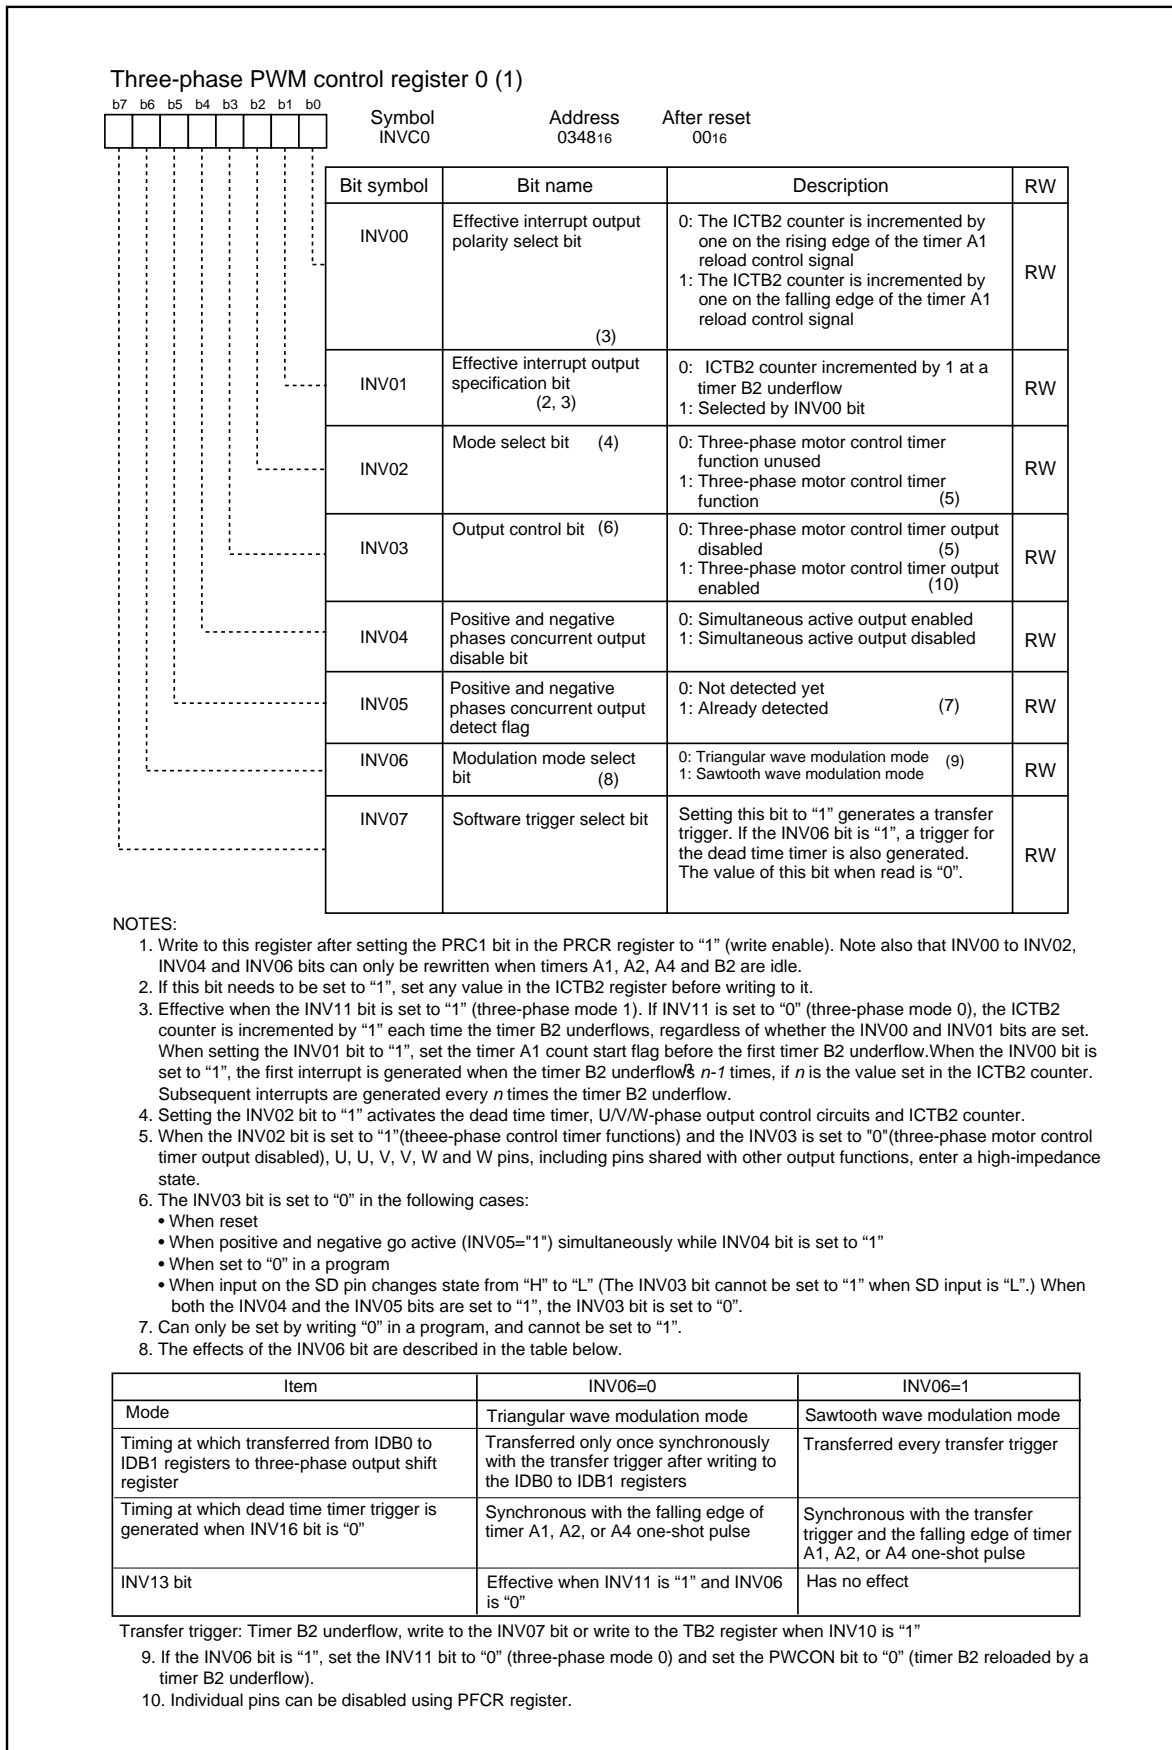 Three-phase PWM control register 0 (1)
b7 b6 b5 b4 b3 b2 b1 b0
Symbol Address After reset
INVC0 034816 0016
Bit symbol Bit name Description RW
INV00
Effective interrupt output
polarity select bit
(3)
0: The ICTB2 counter is incremented by
one on the rising edge of the timer A1
reload control signal
1: The ICTB2 counter is incremented by
one on the falling edge of the timer A1
reload control signal
RW
INV01
Effective interrupt output
specification bit
(2, 3)
0: ICTB2 counter incremented by 1 at a
timer B2 underflow
1: Selected by INV00 bit
RW
INV02
Mode select bit (4)
0: Three-phase motor control timer
function unused
1: Three-phase motor control timer
function (5)
RW
INV03
Output control bit (6)
0: Three-phase motor control timer output
disabled (5)
1: Three-phase motor control timer output
enabled (10)
RW
INV04
Positive and negative
phases concurrent output
disable bit
0: Simultaneous active output enabled
1: Simultaneous active output disabled
RW
INV05
Positive and negative
phases concurrent output
detect flag
0: Not detected yet
1: Already detected (7)
RW
INV06
Modulation mode select
bit (8)
0: Triangular wave modulation mode (9)
1: Sawtooth wave modulation mode
RW
INV07
Software trigger select bit
Setting this bit to “1” generates a transfer
trigger. If the INV06 bit is “1”, a trigger for
the dead time timer is also generated.
The value of this bit when read is “0”.
RW
NOTES:
1. Write to this register after setting the PRC1 bit in the PRCR register to “1” (write enable). Note also that INV00 to INV02,
INV04 and INV06 bits can only be rewritten when timers A1, A2, A4 and B2 are idle.
2. If this bit needs to be set to “1”, set any value in the ICTB2 register before writing to it.
3. Effective when the INV11 bit is set to “1” (three-phase mode 1). If INV11 is set to “0” (three-phase mode 0), the ICTB2
counter is incremented by “1” each time the timer B2 underflows, regardless of whether the INV00 and INV01 bits are set.
When setting the INV01 bit to “1”, set the timer A1 count start flag before the first timer B2 underflow.When the INV00 bit is
set to “1”, the first interrupt is generated when the timer B2 underflows n-1 times, if n is the value set in the ICTB2 counter.
Subsequent interrupts are generated every n times the timer B2 underflow.
4. Setting the INV02 bit to “1” activates the dead time timer, U/V/W-phase output control circuits and ICTB2 counter.
5. When the INV02 bit is set to “1”(theee-phase control timer functions) and the INV03 is set to "0"(three-phase motor control
timer output disabled), U, U, V, V, W and W pins, including pins shared with other output functions, enter a high-impedance
state.
6. The INV03 bit is set to “0” in the following cases:
• When reset
• When positive and negative go active (INV05="1") simultaneously while INV04 bit is set to “1”
• When set to “0” in a program
• When input on the SD pin changes state from “H” to “L” (The INV03 bit cannot be set to “1” when SD input is “L”.) When
both the INV04 and the INV05 bits are set to “1”, the INV03 bit is set to “0”.
7. Can only be set by writing “0” in a program, and cannot be set to “1”.
8. The effects of the INV06 bit are described in the table below.
Item INV06=0 INV06=1
Mode Triangular wave modulation mode Sawtooth wave modulation mode
Timing at which transferred from IDB0 to
IDB1 registers to three-phase output shift
register
Transferred only once synchronously
with the transfer trigger after writing to
the IDB0 to IDB1 registers
Transferred every transfer trigger
Timing at which dead time timer trigger is
generated when INV16 bit is “0”
Synchronous with the falling edge of
timer A1, A2, or A4 one-shot pulse
Synchronous with the transfer
trigger and the falling edge of timer
A1, A2, or A4 one-shot pulse
INV13 bit
Effective when INV11 is “1” and INV06
is “0”
Has no effect
Transfer trigger: Timer B2 underflow, write to the INV07 bit or write to the TB2 register when INV10 is “1”
9. If the INV06 bit is “1”, set the INV11 bit to “0” (three-phase mode 0) and set the PWCON bit to “0” (timer B2 reloaded by a
timer B2 underflow).
10. Individual pins can be disabled using PFCR register.